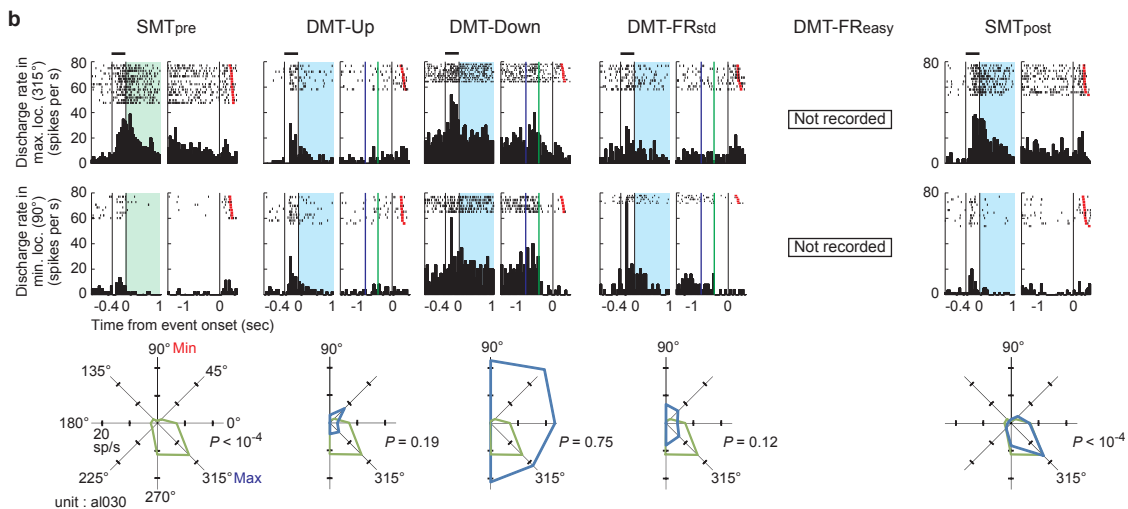 b
SMTpre DMT-Up DMT-Down DMT-FRstd DMT-FReasy SMTpost
Discharge rate in
max. loc. (315°)
(spikes per s)
80
60
40
20
0
Not recorded
80
0
Discharge rate in
min. loc. (90°)
(spikes per s)
80
60
40
20
0
Not recorded
80
0
-0.4 0 1 -1 0 -0.4 0 1 -1 0 -0.4 0 1 -1 0 -0.4 0 1 -1 0 -0.4 0 1 -1 0
Time from event onset (sec)
90° Min 90° 90° 90° 90°
135° 45°
180° 0°
20
sp/s
P < 10-4 P = 0.19 P = 0.75 P = 0.12 P < 10-4
225° 315° Max 315° 315° 315° 315°
270°
unit : al030